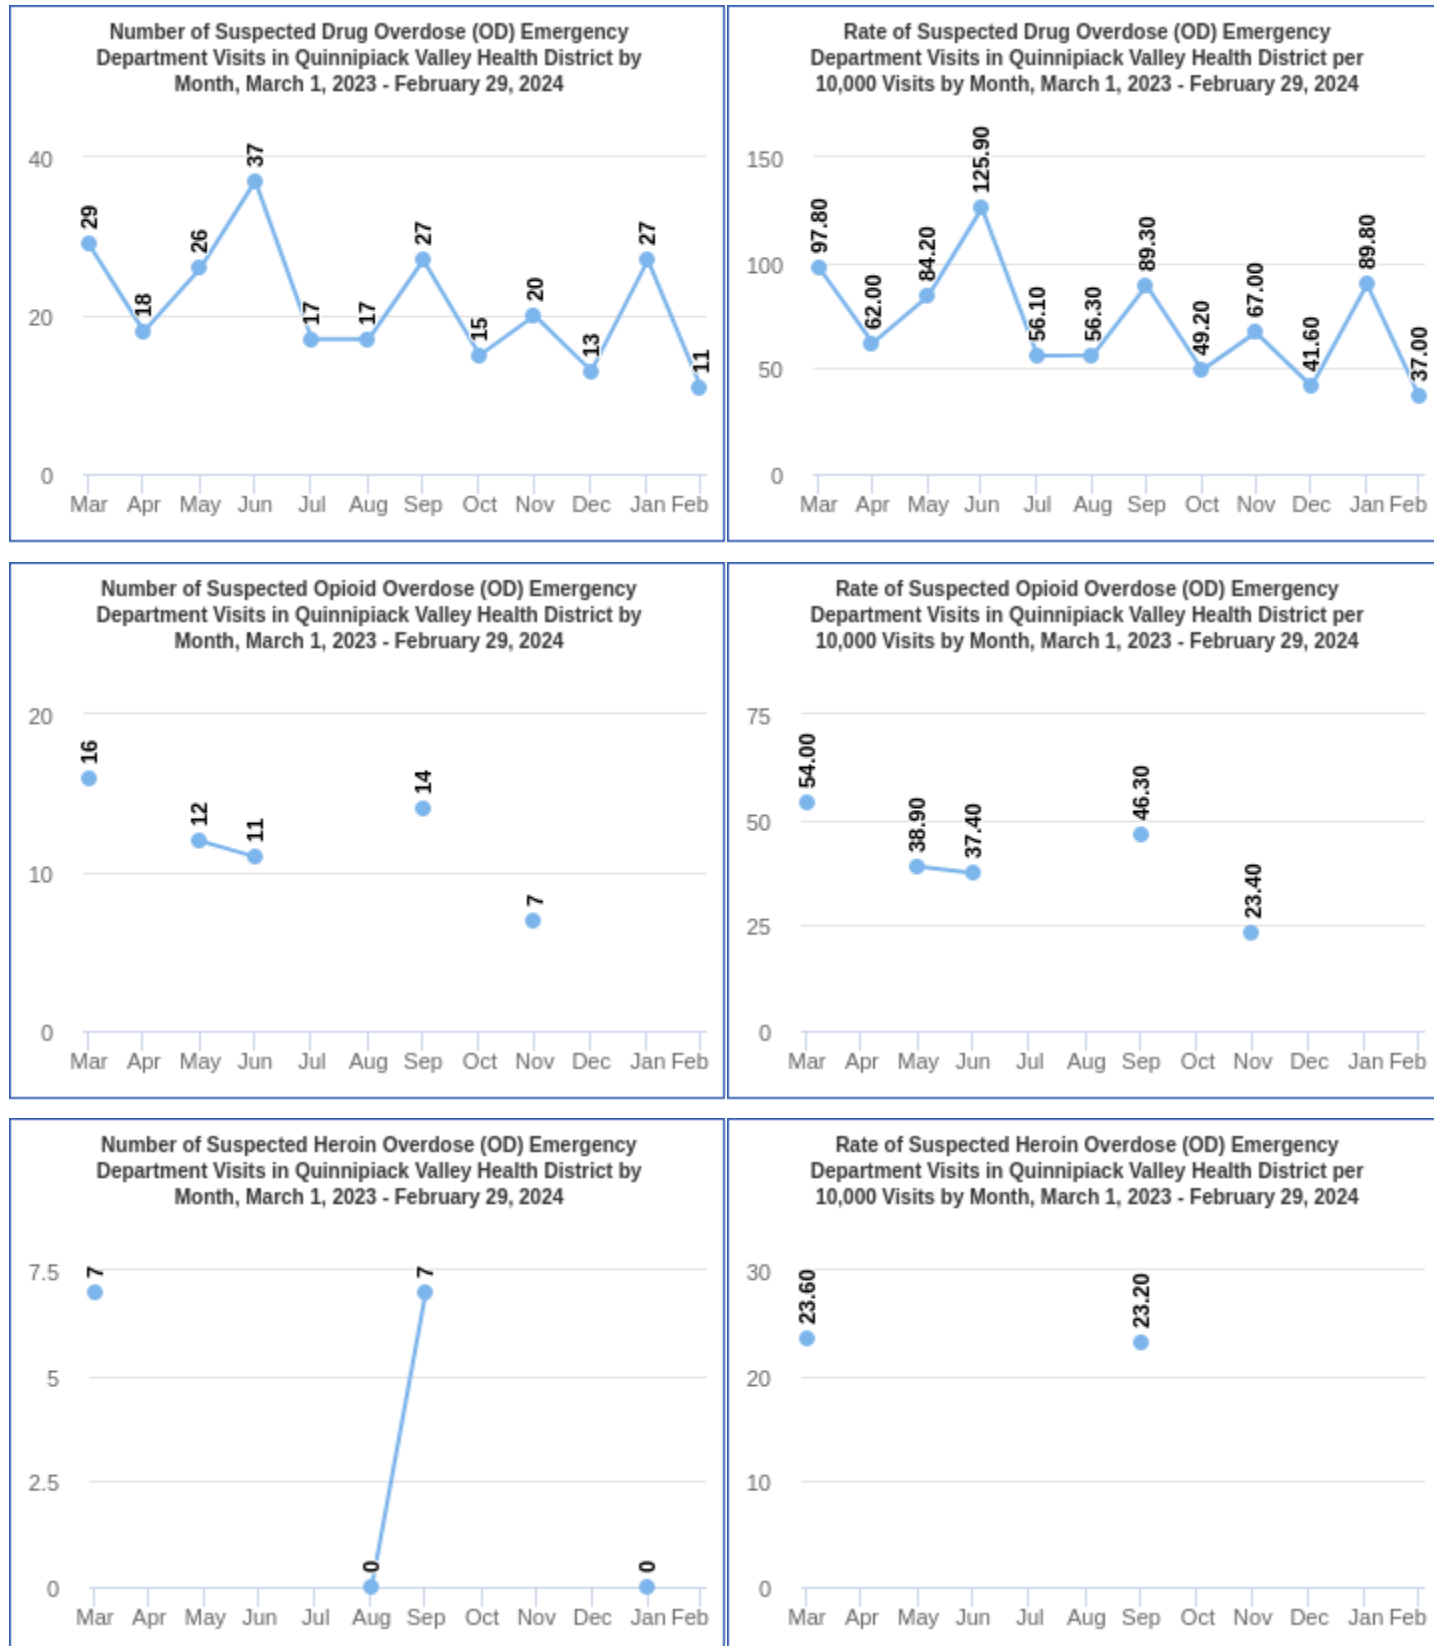 Number of Suspected Drug Overdose (OD) Emergency
Department Visits in Quinnipiack Valley Health District by
Month, March 1, 2023 - February 29, 2024
40
20
0
29
18
26
37
17
17
27
15
20
13
27
11
Mar Apr May Jun Jul Aug Sep Oct Nov Dec Jan Feb
Rate of Suspected Drug Overdose (OD) Emergency
Department Visits in Quinnipiack Valley Health District per
10,000 Visits by Month, March 1, 2023 - February 29, 2024
150
100
50
0
97.80
62.00
84.20
125.90
56.10
56.30
89.30
49.20
67.00
41.60
89.80
37.00
Mar Apr May Jun Jul Aug Sep Oct Nov Dec Jan Feb
Number of Suspected Opioid Overdose (OD) Emergency
Department Visits in Quinnipiack Valley Health District by
Month, March 1, 2023 - February 29, 2024
20
10
0
16
12
11
14
7
Mar Apr May Jun Jul Aug Sep Oct Nov Dec Jan Feb
Rate of Suspected Opioid Overdose (OD) Emergency
Department Visits in Quinnipiack Valley Health District per
10,000 Visits by Month, March 1, 2023 - February 29, 2024
75
50
25
0
54.00
38.90
37.40
46.30
23.40
Mar Apr May Jun Jul Aug Sep Oct Nov Dec Jan Feb
Number of Suspected Heroin Overdose (OD) Emergency
Department Visits in Quinnipiack Valley Health District by
Month, March 1, 2023 - February 29, 2024
7.5
5
2.5
0
7
0
7
0
Mar Apr May Jun Jul Aug Sep Oct Nov Dec Jan Feb
Rate of Suspected Heroin Overdose (OD) Emergency
Department Visits in Quinnipiack Valley Health District per
10,000 Visits by Month, March 1, 2023 - February 29, 2024
30
20
10
0
23.60
23.20
Mar Apr May Jun Jul Aug Sep Oct Nov Dec Jan Feb